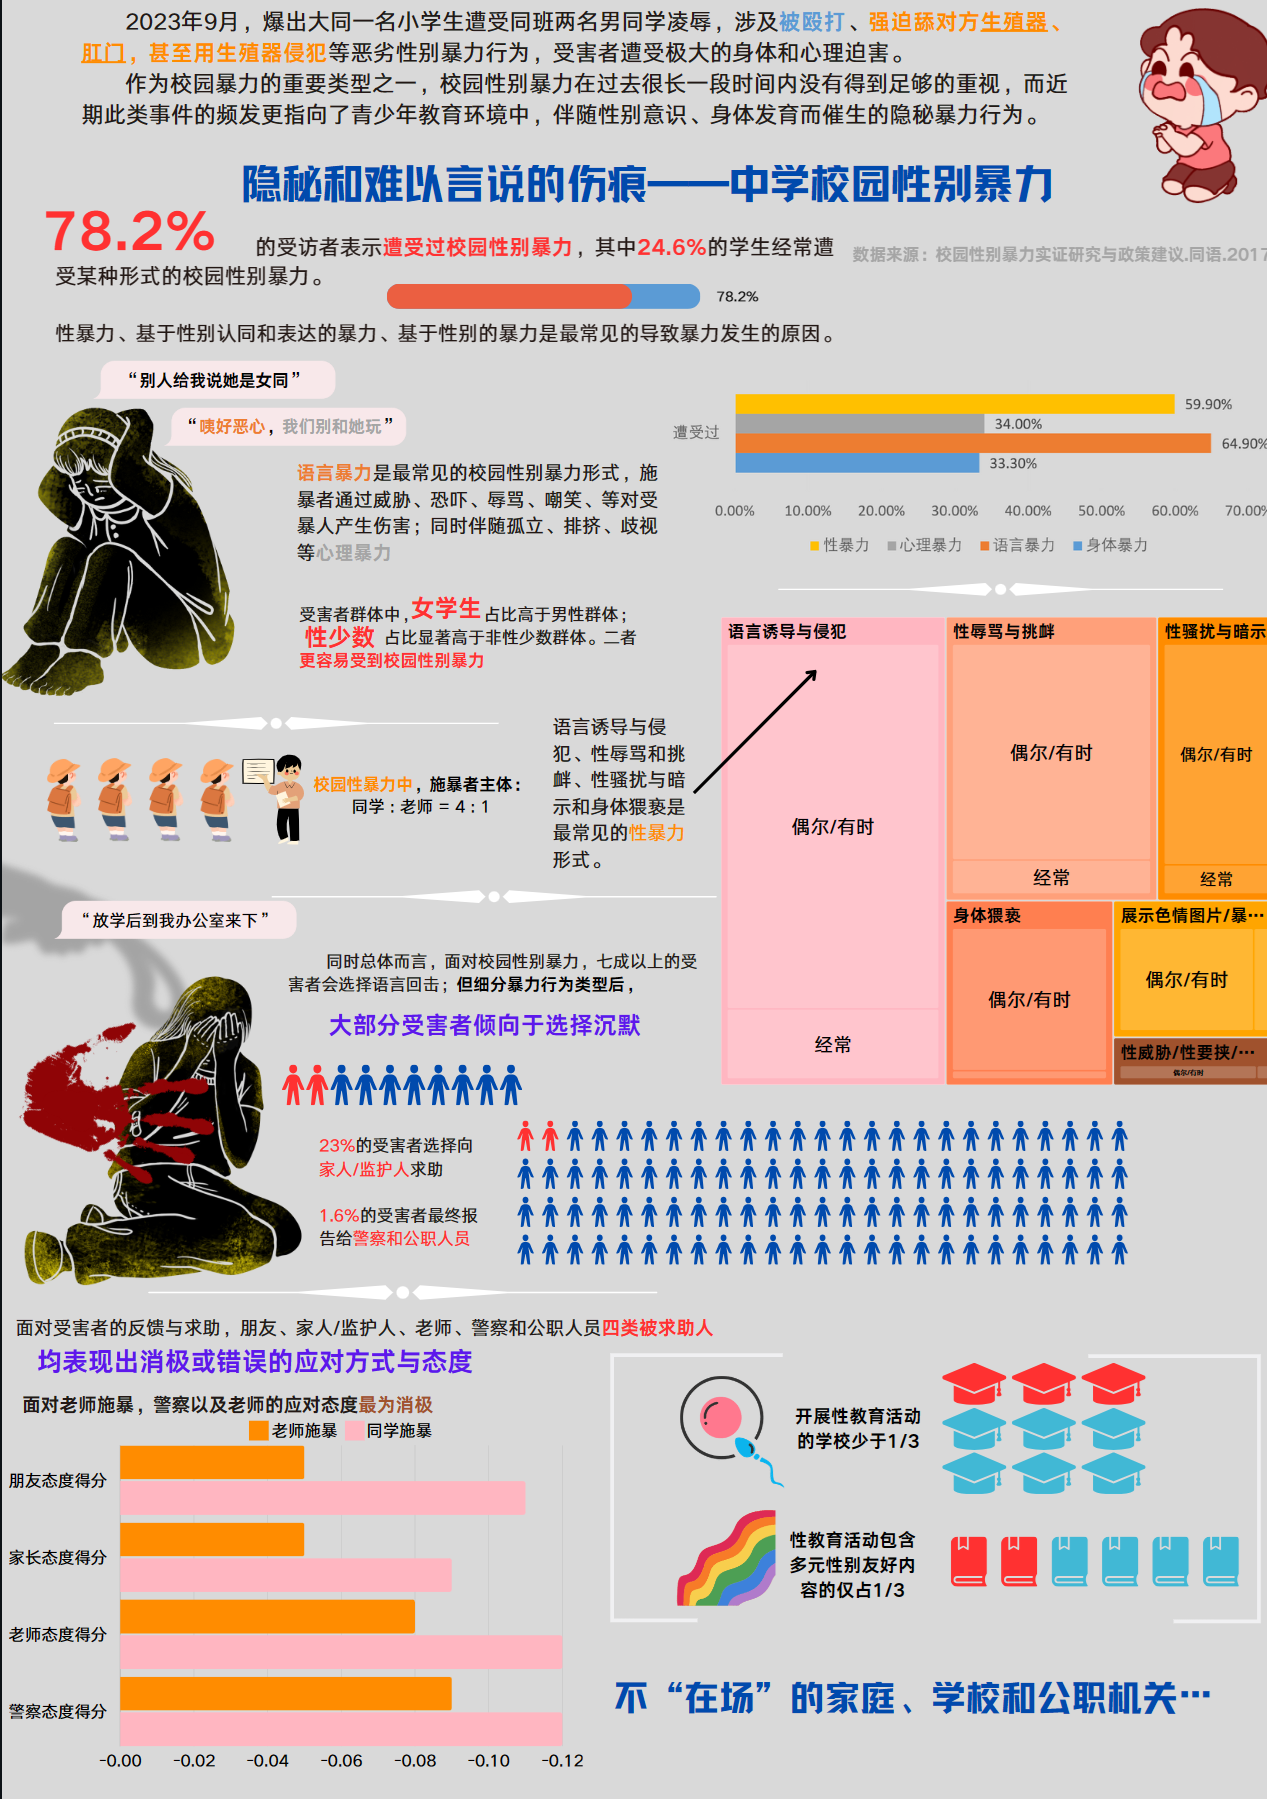 2023年9月，爆出大同一名小学生遭受同班两名男同学凌辱，涉及被殴打、强迫舔对方生殖器、
肛门，甚至用生殖器侵犯等恶劣性别暴力行为，受害者遭受极大的身体和心理迫害。
作为校园暴力的重要类型之一，校园性别暴力在过去很长一段时间内没有得到足够的重视，而近
期此类事件的频发更指向了青少年教育环境中，伴随性别意识、身体发育而催生的隐秘暴力行为。
隐秘和难以言说的伤痕——中学校园性别暴力
78.2%
的受访者表示遭受过校园性别暴力，其中24.6%的学生经常遭
受某种形式的校园性别暴力。
数据来源：校园性别暴力实证研究与政策建议.同语.2017
78.2%
性暴力、基于性别认同和表达的暴力、基于性别的暴力是最常见的导致暴力发生的原因。
“别人给我说她是女同”
“咦好恶心，我们别和她玩”
语言暴力是最常见的校园性别暴力形式，施
暴者通过威胁、恐吓、辱骂、嘲笑、等对受
暴人产生伤害；同时伴随孤立、排挤、歧视
等心理暴力
遭受过
59.90%
34.00%
64.90%
33.30%
0.00% 10.00% 20.00% 30.00% 40.00% 50.00% 60.00% 70.00%
性暴力 心理暴力 语言暴力 身体暴力
受害者群体中，女学生占比高于男性群体；
性少数 占比显著高于非性少数群体。二者
更容易受到校园性别暴力
校园性暴力中，施暴者主体：
同学：老师 = 4：1
语言诱导与侵
犯、性辱骂和挑
衅、性骚扰与暗
示和身体猥亵是
最常见的性暴力
形式。
语言诱导与侵犯
偶尔/有时
经常
性辱骂与挑衅
偶尔/有时
经常
性骚扰与暗示
偶尔/有时
经常
身体猥亵
偶尔/有时
展示色情图片/暴…
偶尔/有时
性威胁/性要挟/…
偶尔/有时
“放学后到我办公室来下”
同时总体而言，面对校园性别暴力，七成以上的受
害者会选择语言回击；但细分暴力行为类型后，
大部分受害者倾向于选择沉默
23%的受害者选择向
家人/监护人求助
1.6%的受害者最终报
告给警察和公职人员
面对受害者的反馈与求助，朋友、家人/监护人、老师、警察和公职人员四类被求助人
均表现出消极或错误的应对方式与态度
面对老师施暴，警察以及老师的应对态度最为消极
老师施暴 同学施暴
朋友态度得分
家长态度得分
老师态度得分
警察态度得分
-0.00 -0.02 -0.04 -0.06 -0.08 -0.10 -0.12
开展性教育活动
的学校少于1/3
性教育活动包含
多元性别友好内
容的仅占1/3
不“在场”的家庭、学校和公职机关…